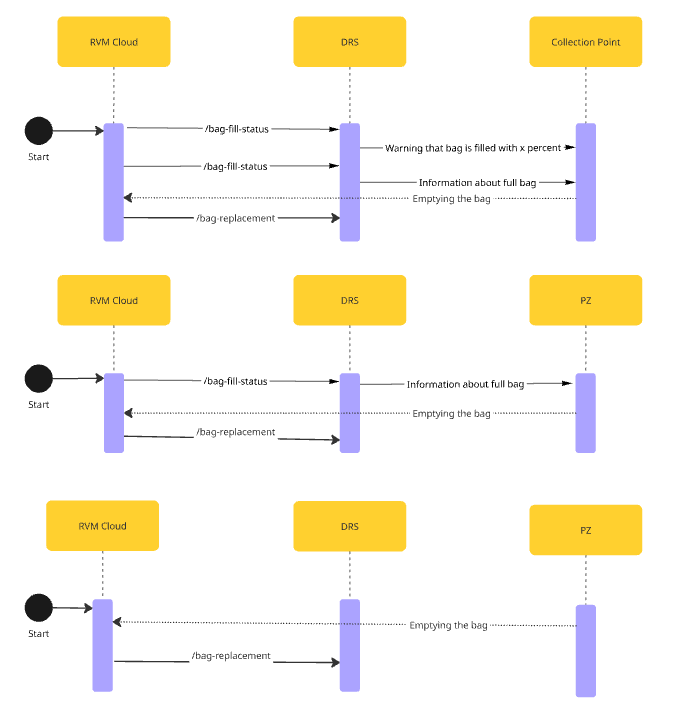 RVM Cloud
DRS
Collection Point
/bag-fill-status
Start
Warning that bag is filled with x percent
/bag-fill-status
Information about full bag
Emptying the bag
/bag-replacement
RVM Cloud
DRS
PZ
/bag-fill-status
Information about full bag
Start
Emptying the bag
/bag-replacement
RVM Cloud
DRS
PZ
Emptying the bag
Start
/bag-replacement